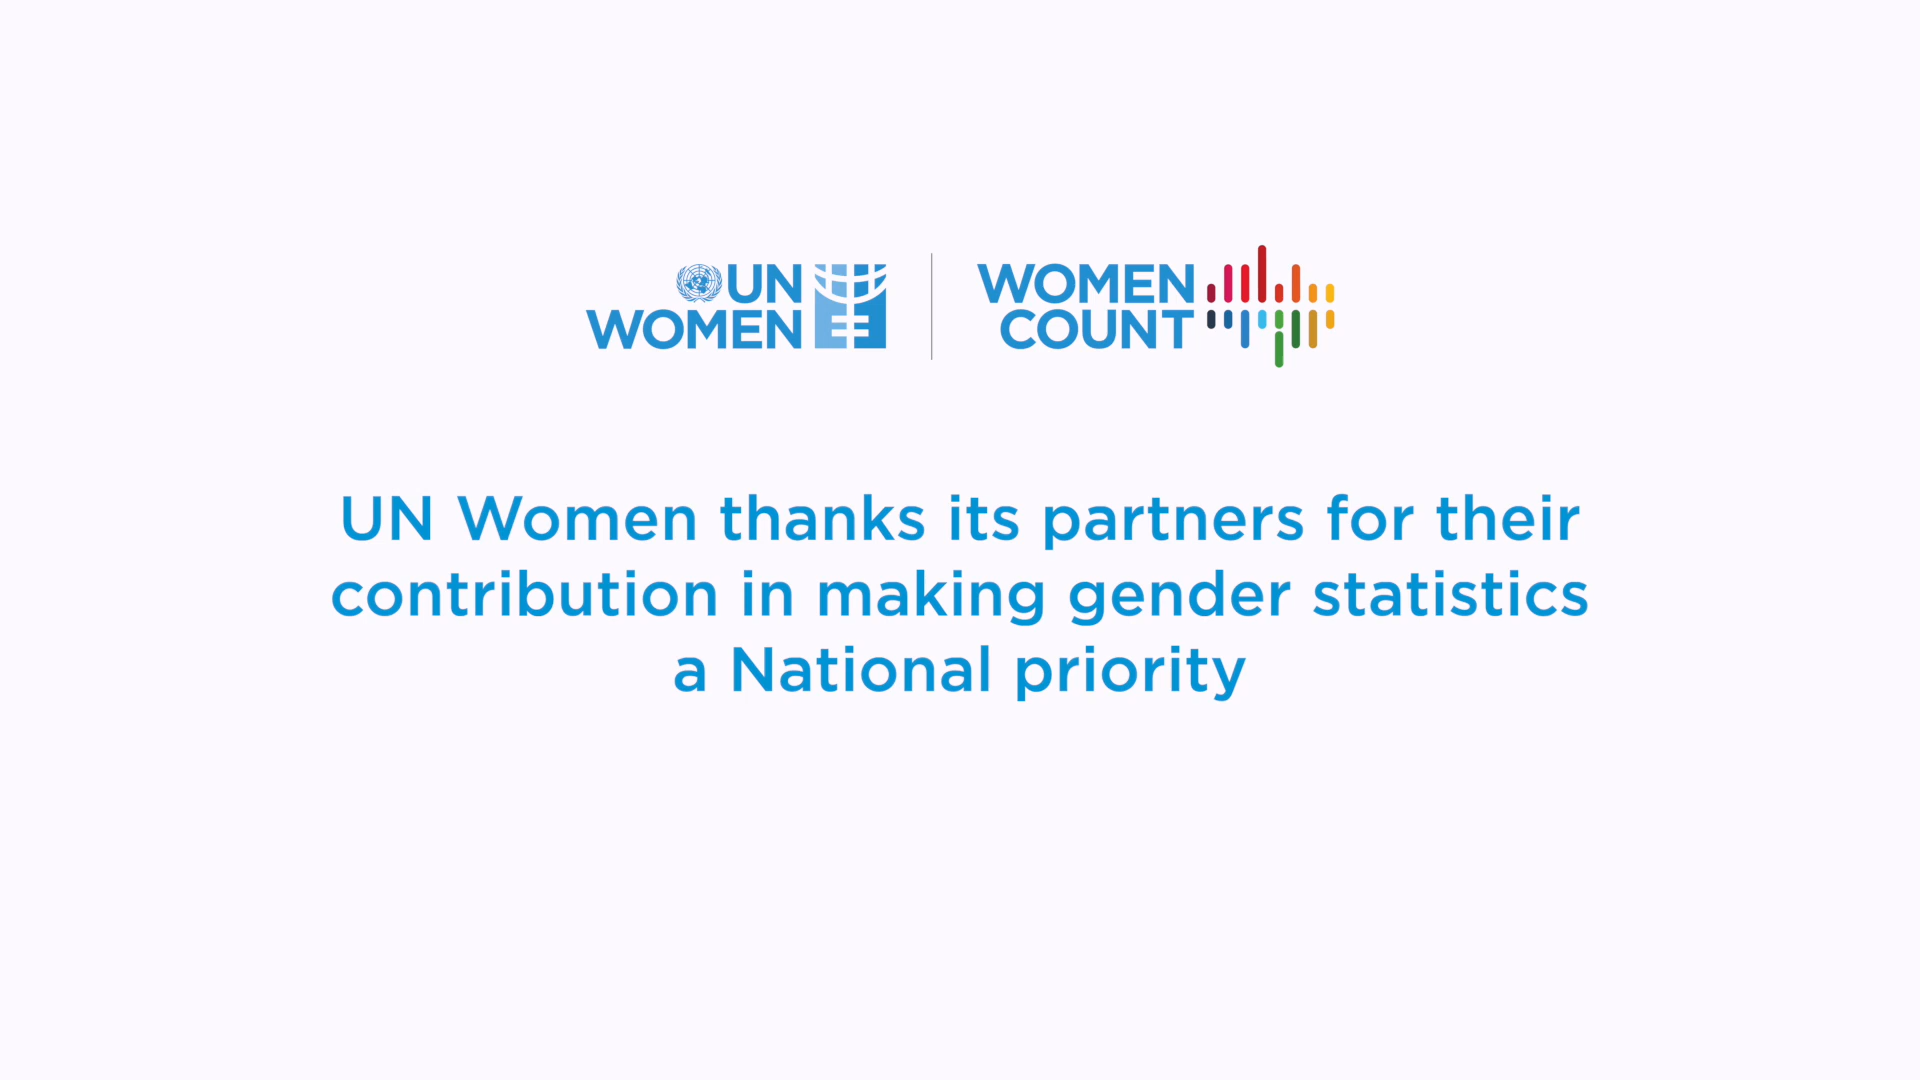 UN
WOMEN
WOMEN
COUNT
UN Women thanks its partners for their
contribution in making gender statistics
a National priority